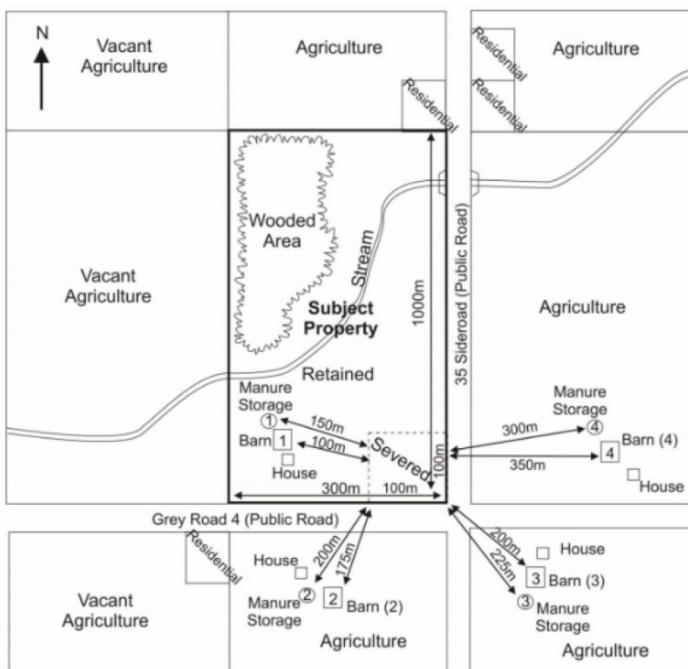 N
Vacant
Agriculture
Agriculture
Residential
Residential
Residential
Agriculture
Vacant
Agriculture
Wooded
Area
Stream
Subject
Property
Retained
1000m
35 Sideroad (Public Road)
Agriculture
Manure
Storage
1
Barn
1
House
150m
100m
Severed
100m
300m
100m
300m
350m
Manure
Storage
4
Barn (4)
4
House
Grey Road 4 (Public Road)
Vacant
Agriculture
Residential
House
200m
175m
2
2
Manure
Storage
Barn (2)
Agriculture
200m
225m
House
3
Barn (3)
3
Manure
Storage
Agriculture